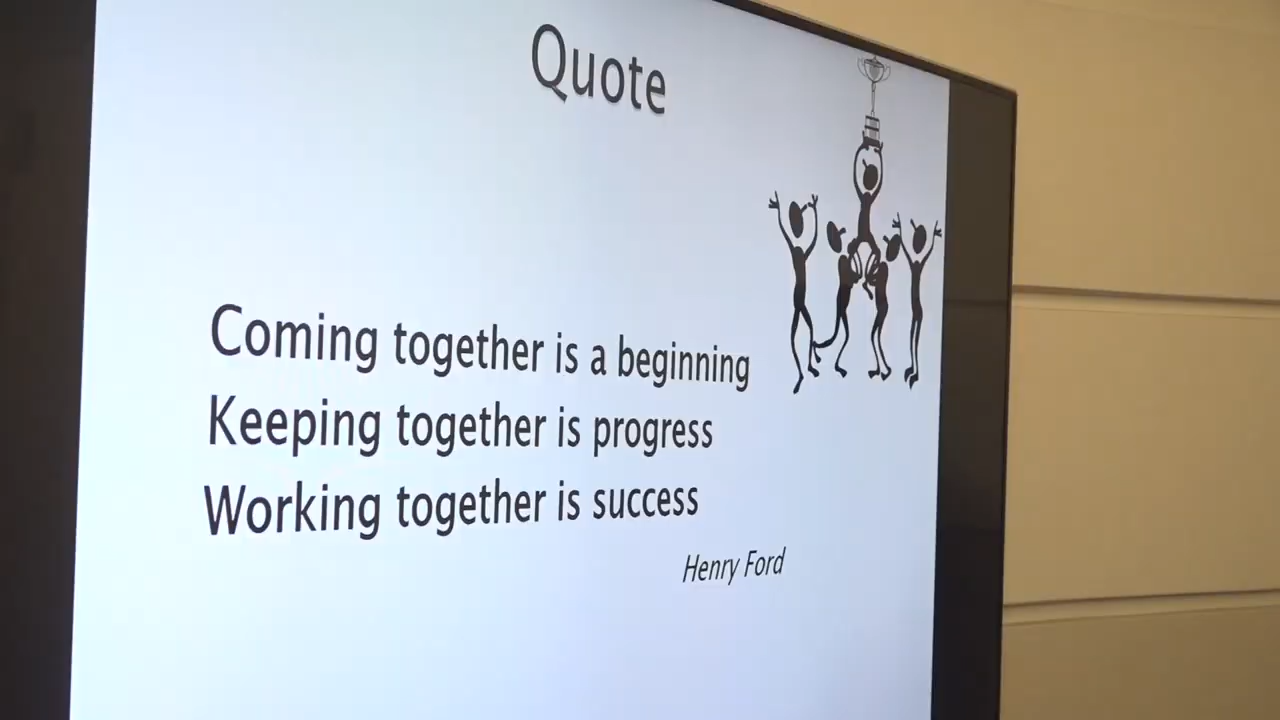 Quote
Coming together is a beginning
Keeping together is progress
Working together is success
Henry Ford